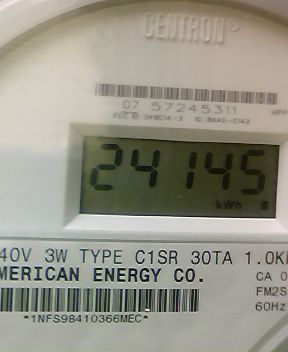 CENTRON®
07 57245311
24145
kWh
40V 3W TYPE C1SR 30TA 1.0K
MERICAN ENERGY CO.
CA 0
FM2S
60Hz
*1NFS98410366MEC*